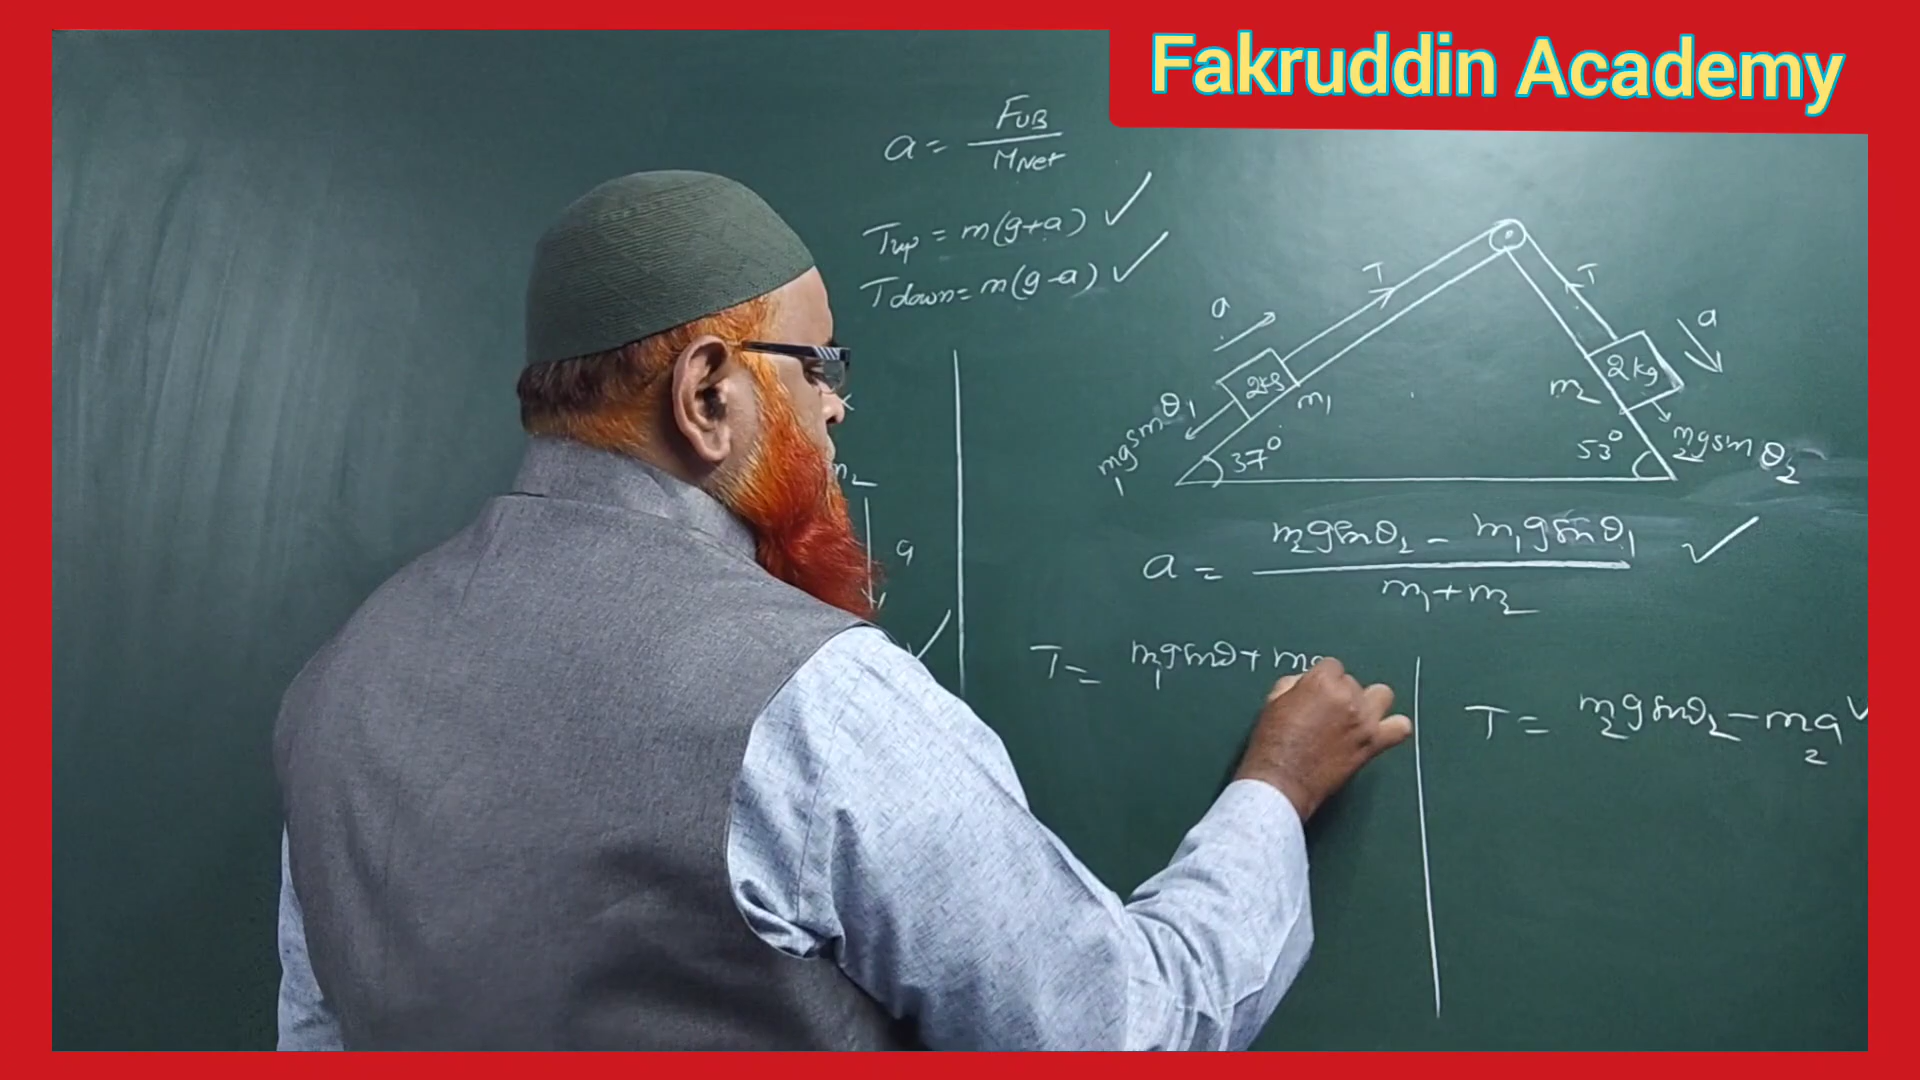 Fakruddin Academy
a = FUB / MNet
Tup = m(g+a) ✓
Tdown = m(g-a) ✓
T
T
a
a
2kg
2kg
m1
m2
m1gsinθ1
37°
53°
m2gsinθ2
a = m2gsinθ2 - m1gsinθ1 / m1+m2 ✓
a
T = m1gsinθ + ma
T = m2gsinθ2 - m2a ✓